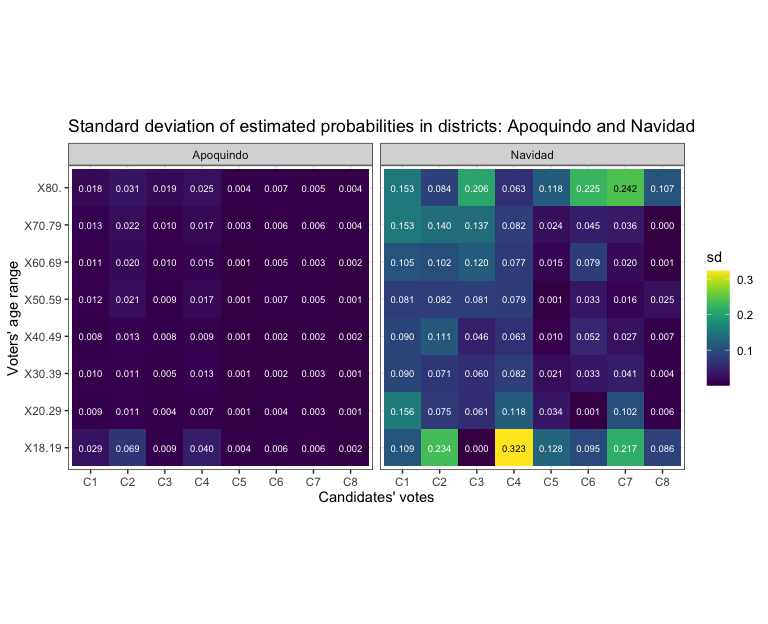 Standard deviation of estimated probabilities in districts: Apoquindo and Navidad
Apoquindo Navidad
X80. 0.018 0.031 0.019 0.025 0.004 0.007 0.005 0.004 0.153 0.084 0.206 0.063 0.118 0.225 0.242 0.107
X70.79 0.013 0.022 0.010 0.017 0.003 0.006 0.006 0.004 0.153 0.140 0.137 0.082 0.024 0.045 0.036 0.000
X60.69 0.011 0.020 0.010 0.015 0.001 0.005 0.003 0.002 0.105 0.102 0.120 0.077 0.015 0.079 0.020 0.001
X50.59 0.012 0.021 0.009 0.017 0.001 0.007 0.005 0.001 0.081 0.082 0.081 0.079 0.001 0.033 0.016 0.025
X40.49 0.008 0.013 0.008 0.009 0.001 0.002 0.002 0.002 0.090 0.111 0.046 0.063 0.010 0.052 0.027 0.007
X30.39 0.010 0.011 0.005 0.013 0.001 0.002 0.003 0.001 0.090 0.071 0.060 0.082 0.021 0.033 0.041 0.004
X20.29 0.009 0.011 0.004 0.007 0.001 0.004 0.003 0.001 0.156 0.075 0.061 0.118 0.034 0.001 0.102 0.006
X18.19 0.029 0.069 0.009 0.040 0.004 0.006 0.006 0.002 0.109 0.234 0.000 0.323 0.128 0.095 0.217 0.086
C1 C2 C3 C4 C5 C6 C7 C8 C1 C2 C3 C4 C5 C6 C7 C8
Candidates' votes
Voters' age range
sd
0.3
0.2
0.1